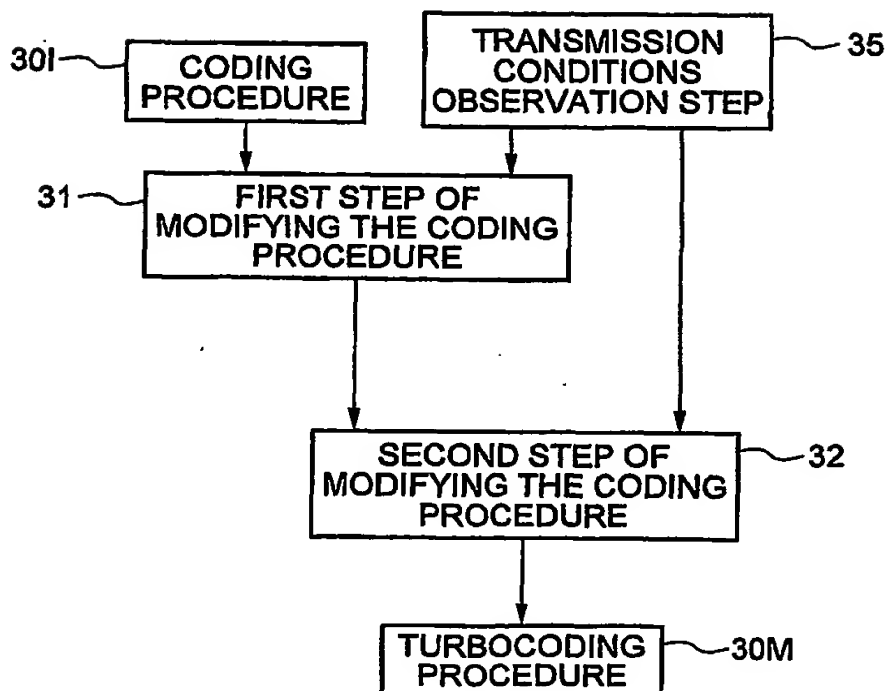 30I
CODING
PROCEDURE
TRANSMISSION
CONDITIONS
OBSERVATION STEP
35
31
FIRST STEP OF
MODIFYING THE CODING
PROCEDURE
SECOND STEP OF
MODIFYING THE CODING
PROCEDURE
32
TURBOCODING
PROCEDURE
30M